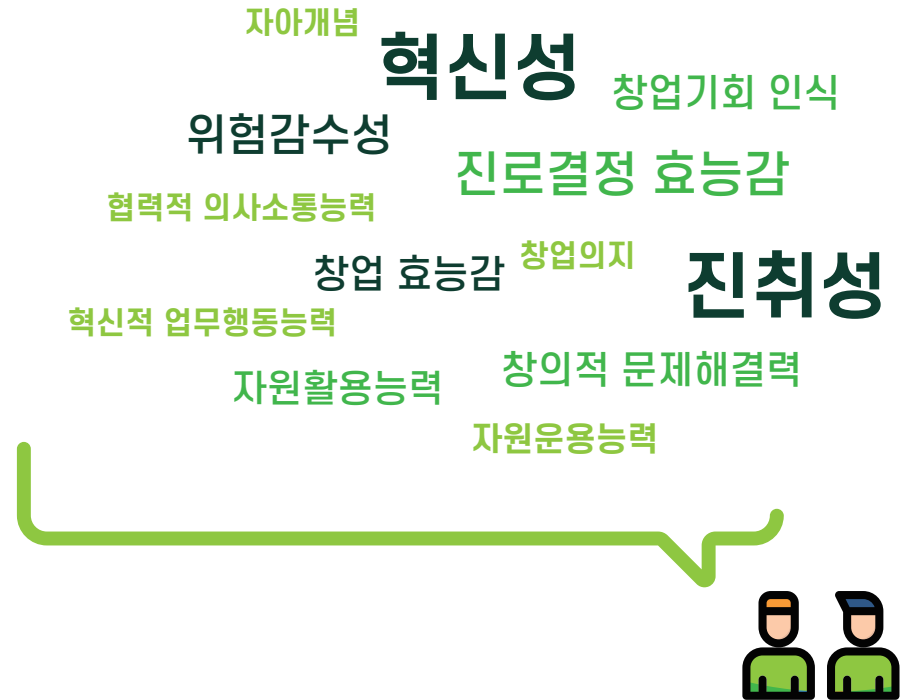 자아개념
혁신성
창업기회 인식
위험감수성
진로결정 효능감
협력적 의사소통능력
창업 효능감
창업의지
진취성
혁신적 업무행동능력
자원활용능력
창의적 문제해결력
자원운용능력